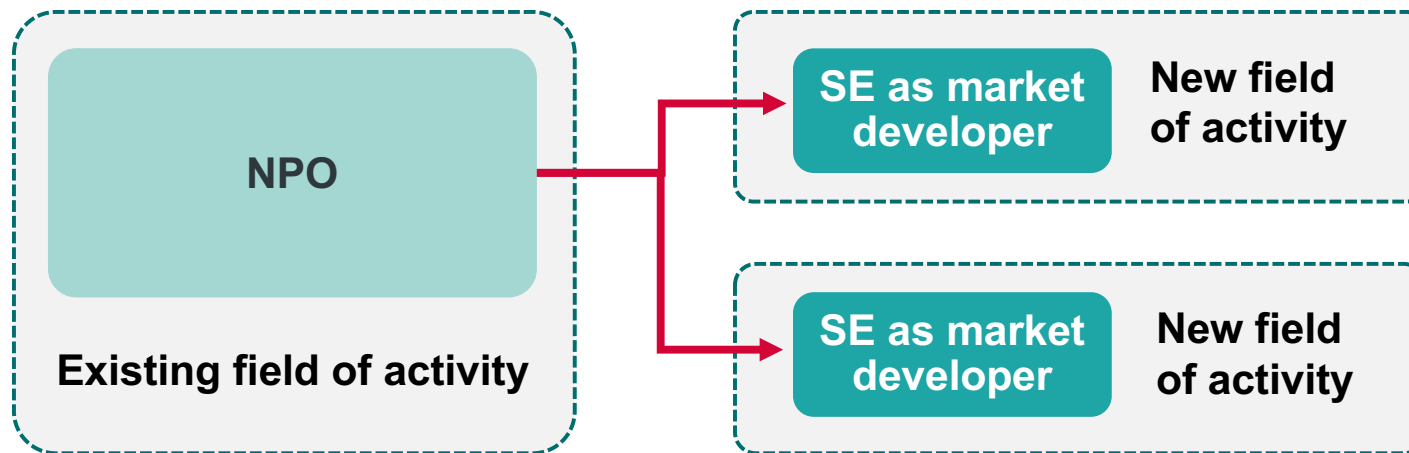 NPO
Existing field of activity
SE as market
developer
New field
of activity
SE as market
developer
New field
of activity